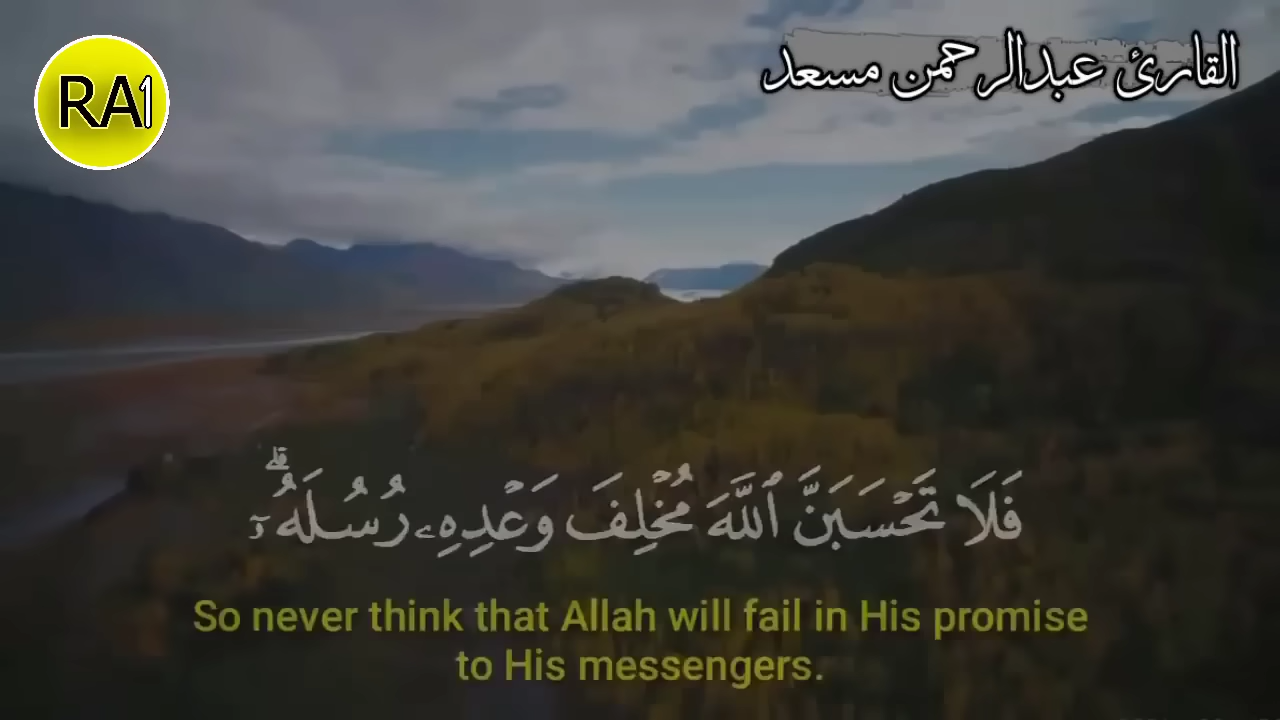 RA1
القارئ عبدالرحمن مسعد
فَلَا تَحْسَبَنَّ ٱللَّهَ مُخْلِفَ وَعْدِهِۦ رُسُلَهُۥٓ ۗ
So never think that Allah will fail in His promise
to His messengers.